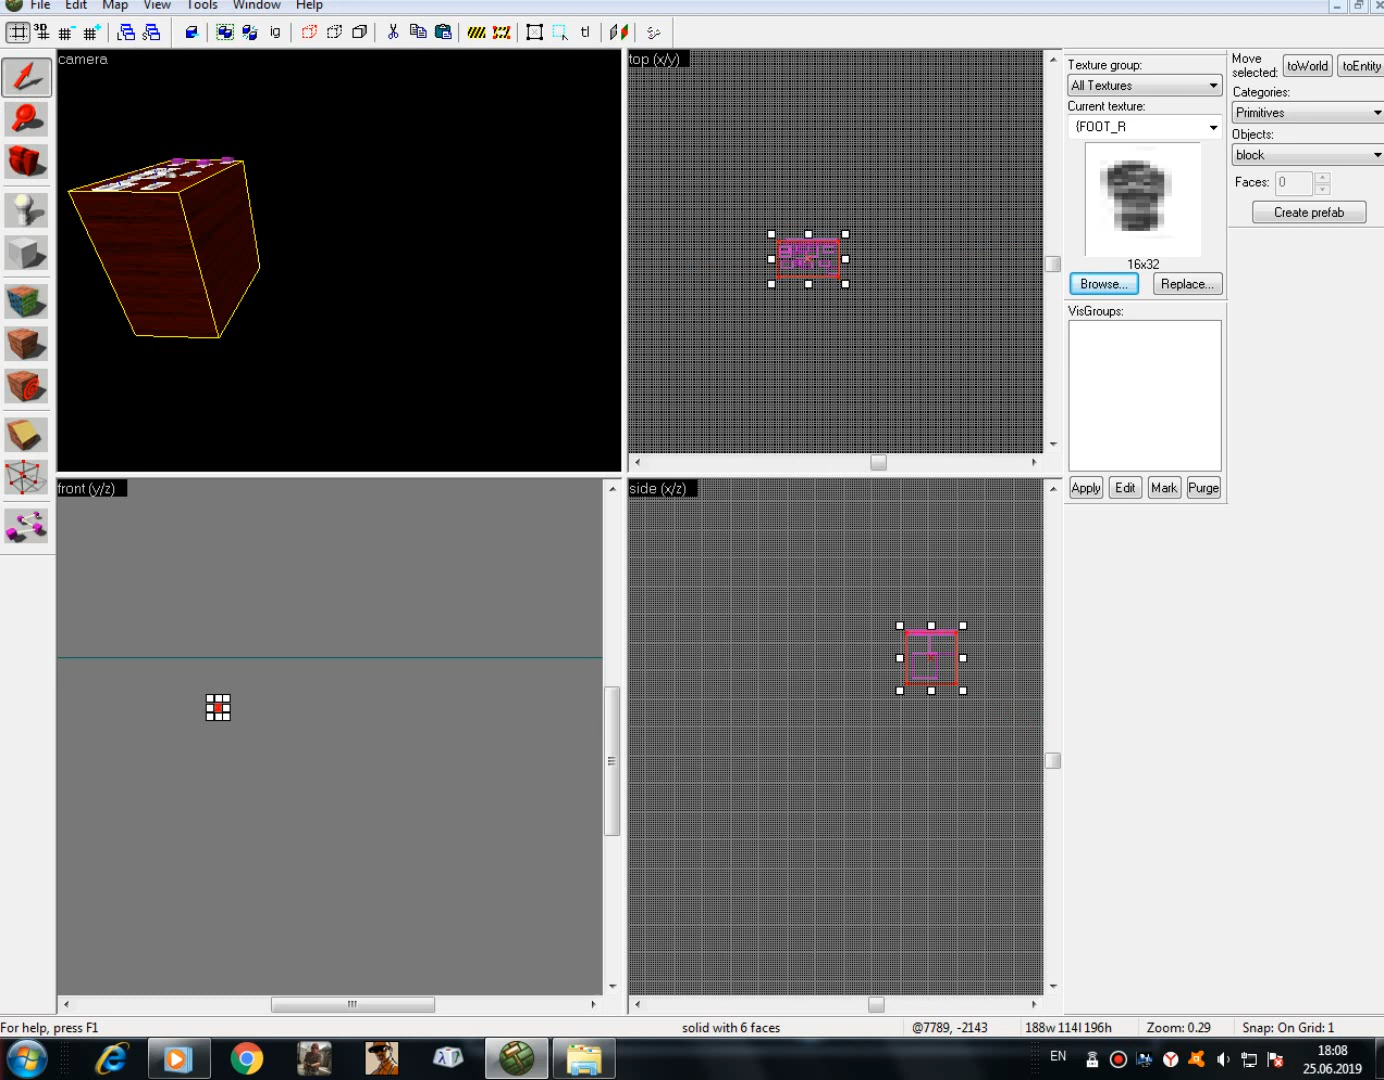 File Edit Map View Tools Window Help
3D ig tl
camera
top (x/y)
front (y/z)
side (x/z)
Texture group:
All Textures
Current texture:
{FOOT_R
16x32
Browse... Replace...
VisGroups:
Apply Edit Mark Purge
Move
selected: toWorld toEntity
Categories:
Primitives
Objects:
block
Faces: 0
Create prefab
For help, press F1 solid with 6 faces @7789, -2143 188w 114l 196h Zoom: 0.29 Snap: On Grid: 1
EN 18:08
25.06.2019